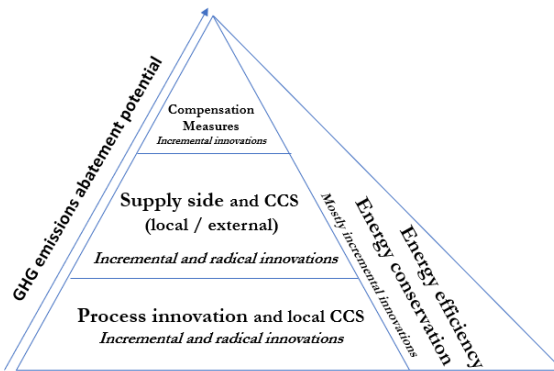 GHG emissions abatement potential
Compensation
Measures
Incremental innovations
Supply side and CCS
(local / external)
Incremental and radical innovations
Process innovation and local CCS
Incremental and radical innovations
Energy efficiency
Energy conservation
Mostly incremental innovations